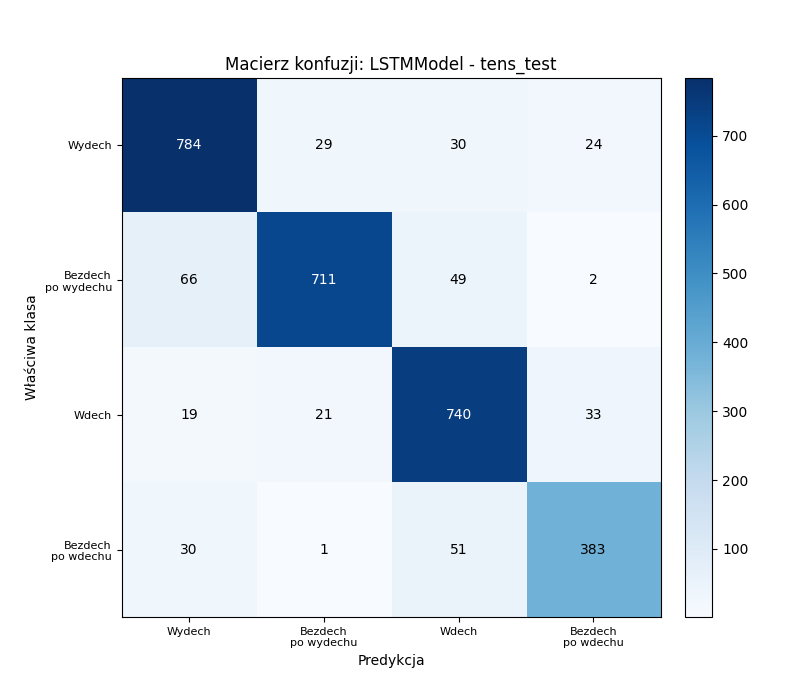 Macierz konfuzji: LSTMModel - tens_test
Wydech
784
29
30
24
Bezdech
po wydechu
66
711
49
2
Wdech
19
21
740
33
Bezdech
po wdechu
30
1
51
383
Wydech
Bezdech
po wydechu
Wdech
Bezdech
po wdechu
Predykcja
Właściwa klasa
700
600
500
400
300
200
100